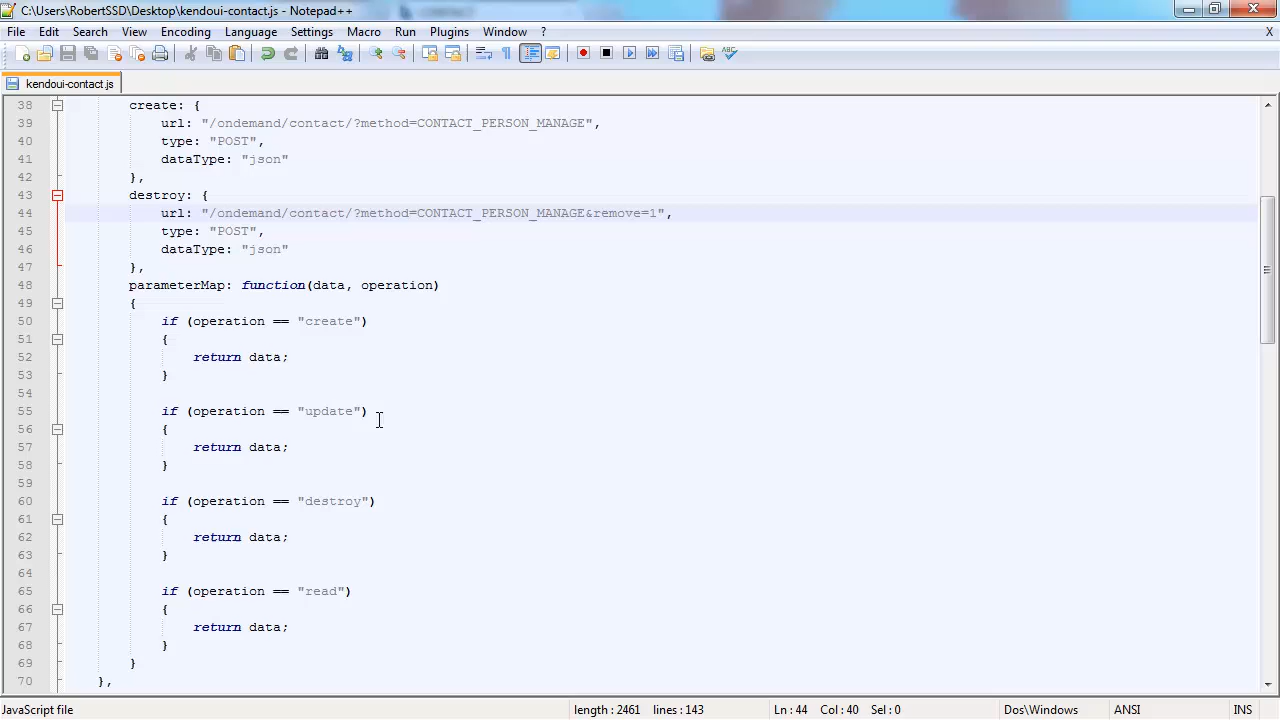 C:\Users\RobertSSD\Desktop\kendoui-contact.js - Notepad++
File Edit Search View Encoding Language Settings Macro Run Plugins Window ? X
kendoui-contact.js
38 create: {
39 url: "/ondemand/contact/?method=CONTACT_PERSON_MANAGE",
40 type: "POST",
41 dataType: "json"
42 },
43 destroy: {
44 url: "/ondemand/contact/?method=CONTACT_PERSON_MANAGE&remove=1",
45 type: "POST",
46 dataType: "json"
47 },
48 parameterMap: function(data, operation)
49 {
50 if (operation == "create")
51 {
52 return data;
53 }
54
55 if (operation == "update")
56 {
57 return data;
58 }
59
60 if (operation == "destroy")
61 {
62 return data;
63 }
64
65 if (operation == "read")
66 {
67 return data;
68 }
69 }
70 },
JavaScript file length : 2461 lines : 143 Ln : 44 Col : 40 Sel : 0 Dos\Windows ANSI INS